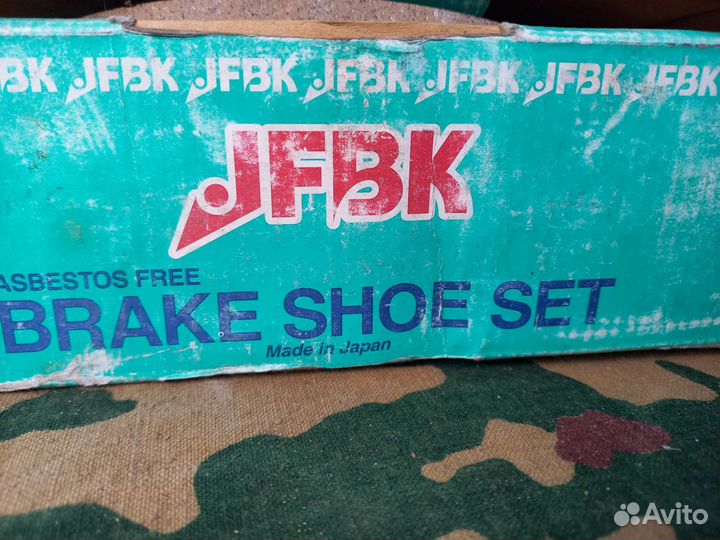 JFBK JFBK JFBK JFBK JFBK JFBK JFBK
JFBK
ASBESTOS FREE
BRAKE SHOE SET
Made in Japan
Avito